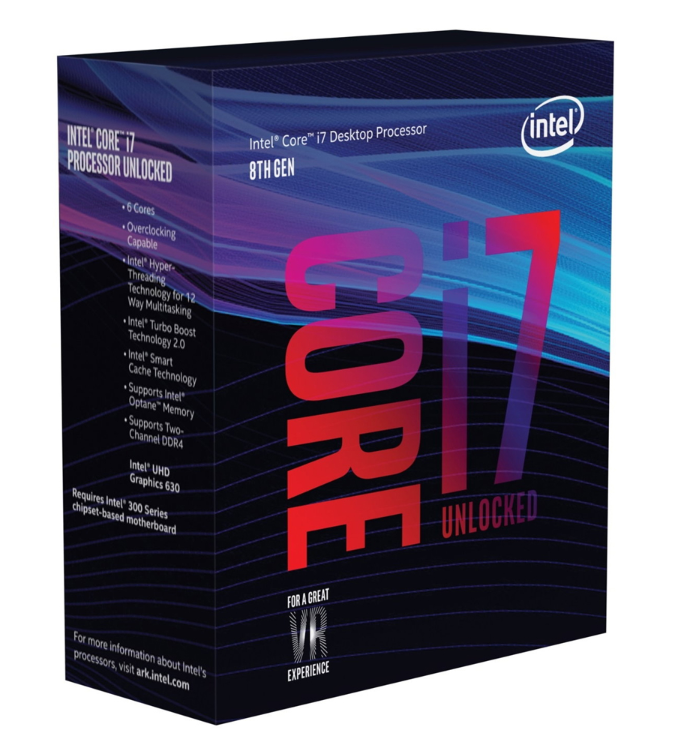 INTEL® CORE™ i7
PROCESSOR UNLOCKED
• 6 Cores
• Overclocking
Capable
• Intel® Hyper-
Threading
Technology for 12
Way Multitasking
• Intel® Turbo Boost
Technology 2.0
• Intel® Smart
Cache Technology
• Supports Intel®
Optane™ Memory
• Supports Two-
Channel DDR4
Intel® UHD
Graphics 630
Requires Intel® 300 Series
chipset-based motherboard
For more information about Intel's
processors, visit ark.intel.com
Intel® Core™ i7 Desktop Processor
8TH GEN
intel®
CORE
i7
UNLOCKED
FOR A GREAT
VR
EXPERIENCE